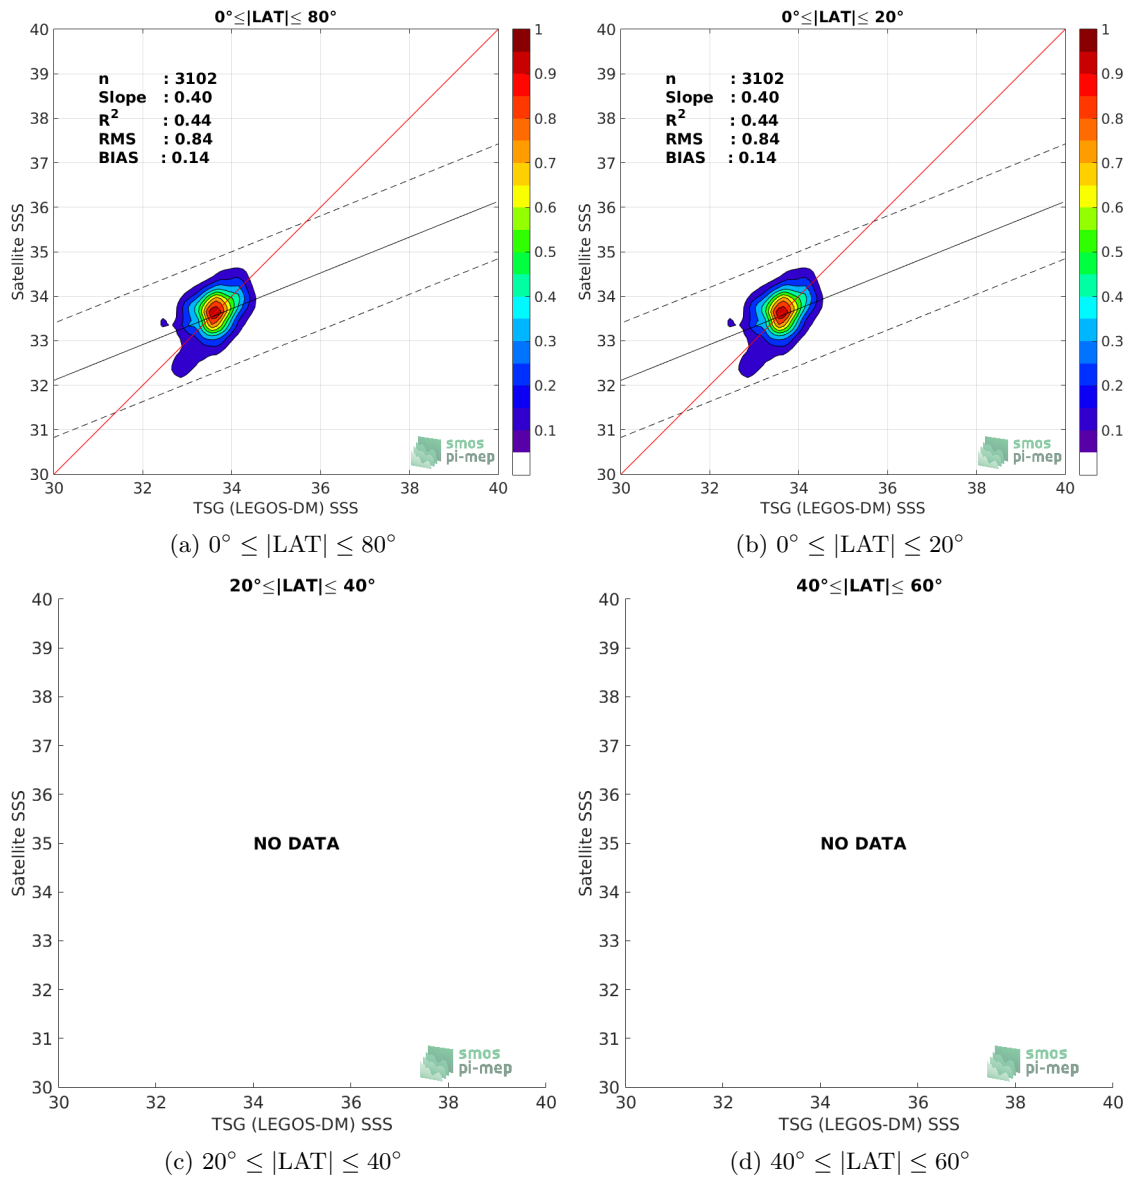 0°≤|LAT|≤ 80°
40
39
38
37
36
35
34
33
32
31
30
Satellite SSS
n : 3102
Slope : 0.40
R2 : 0.44
RMS : 0.84
BIAS : 0.14
1
0.9
0.8
0.7
0.6
0.5
0.4
0.3
0.2
0.1
smos
pi-mep
30 32 34 36 38 40
TSG (LEGOS-DM) SSS
(a) 0° ≤ |LAT| ≤ 80°
0°≤|LAT|≤ 20°
40
39
38
37
36
35
34
33
32
31
30
Satellite SSS
n : 3102
Slope : 0.40
R2 : 0.44
RMS : 0.84
BIAS : 0.14
1
0.9
0.8
0.7
0.6
0.5
0.4
0.3
0.2
0.1
smos
pi-mep
30 32 34 36 38 40
TSG (LEGOS-DM) SSS
(b) 0° ≤ |LAT| ≤ 20°
20°≤|LAT|≤ 40°
40
39
38
37
36
35
34
33
32
31
30
Satellite SSS
NO DATA
smos
pi-mep
30 32 34 36 38 40
TSG (LEGOS-DM) SSS
(c) 20° ≤ |LAT| ≤ 40°
40°≤|LAT|≤ 60°
40
39
38
37
36
35
34
33
32
31
30
Satellite SSS
NO DATA
smos
pi-mep
30 32 34 36 38 40
TSG (LEGOS-DM) SSS
(d) 40° ≤ |LAT| ≤ 60°